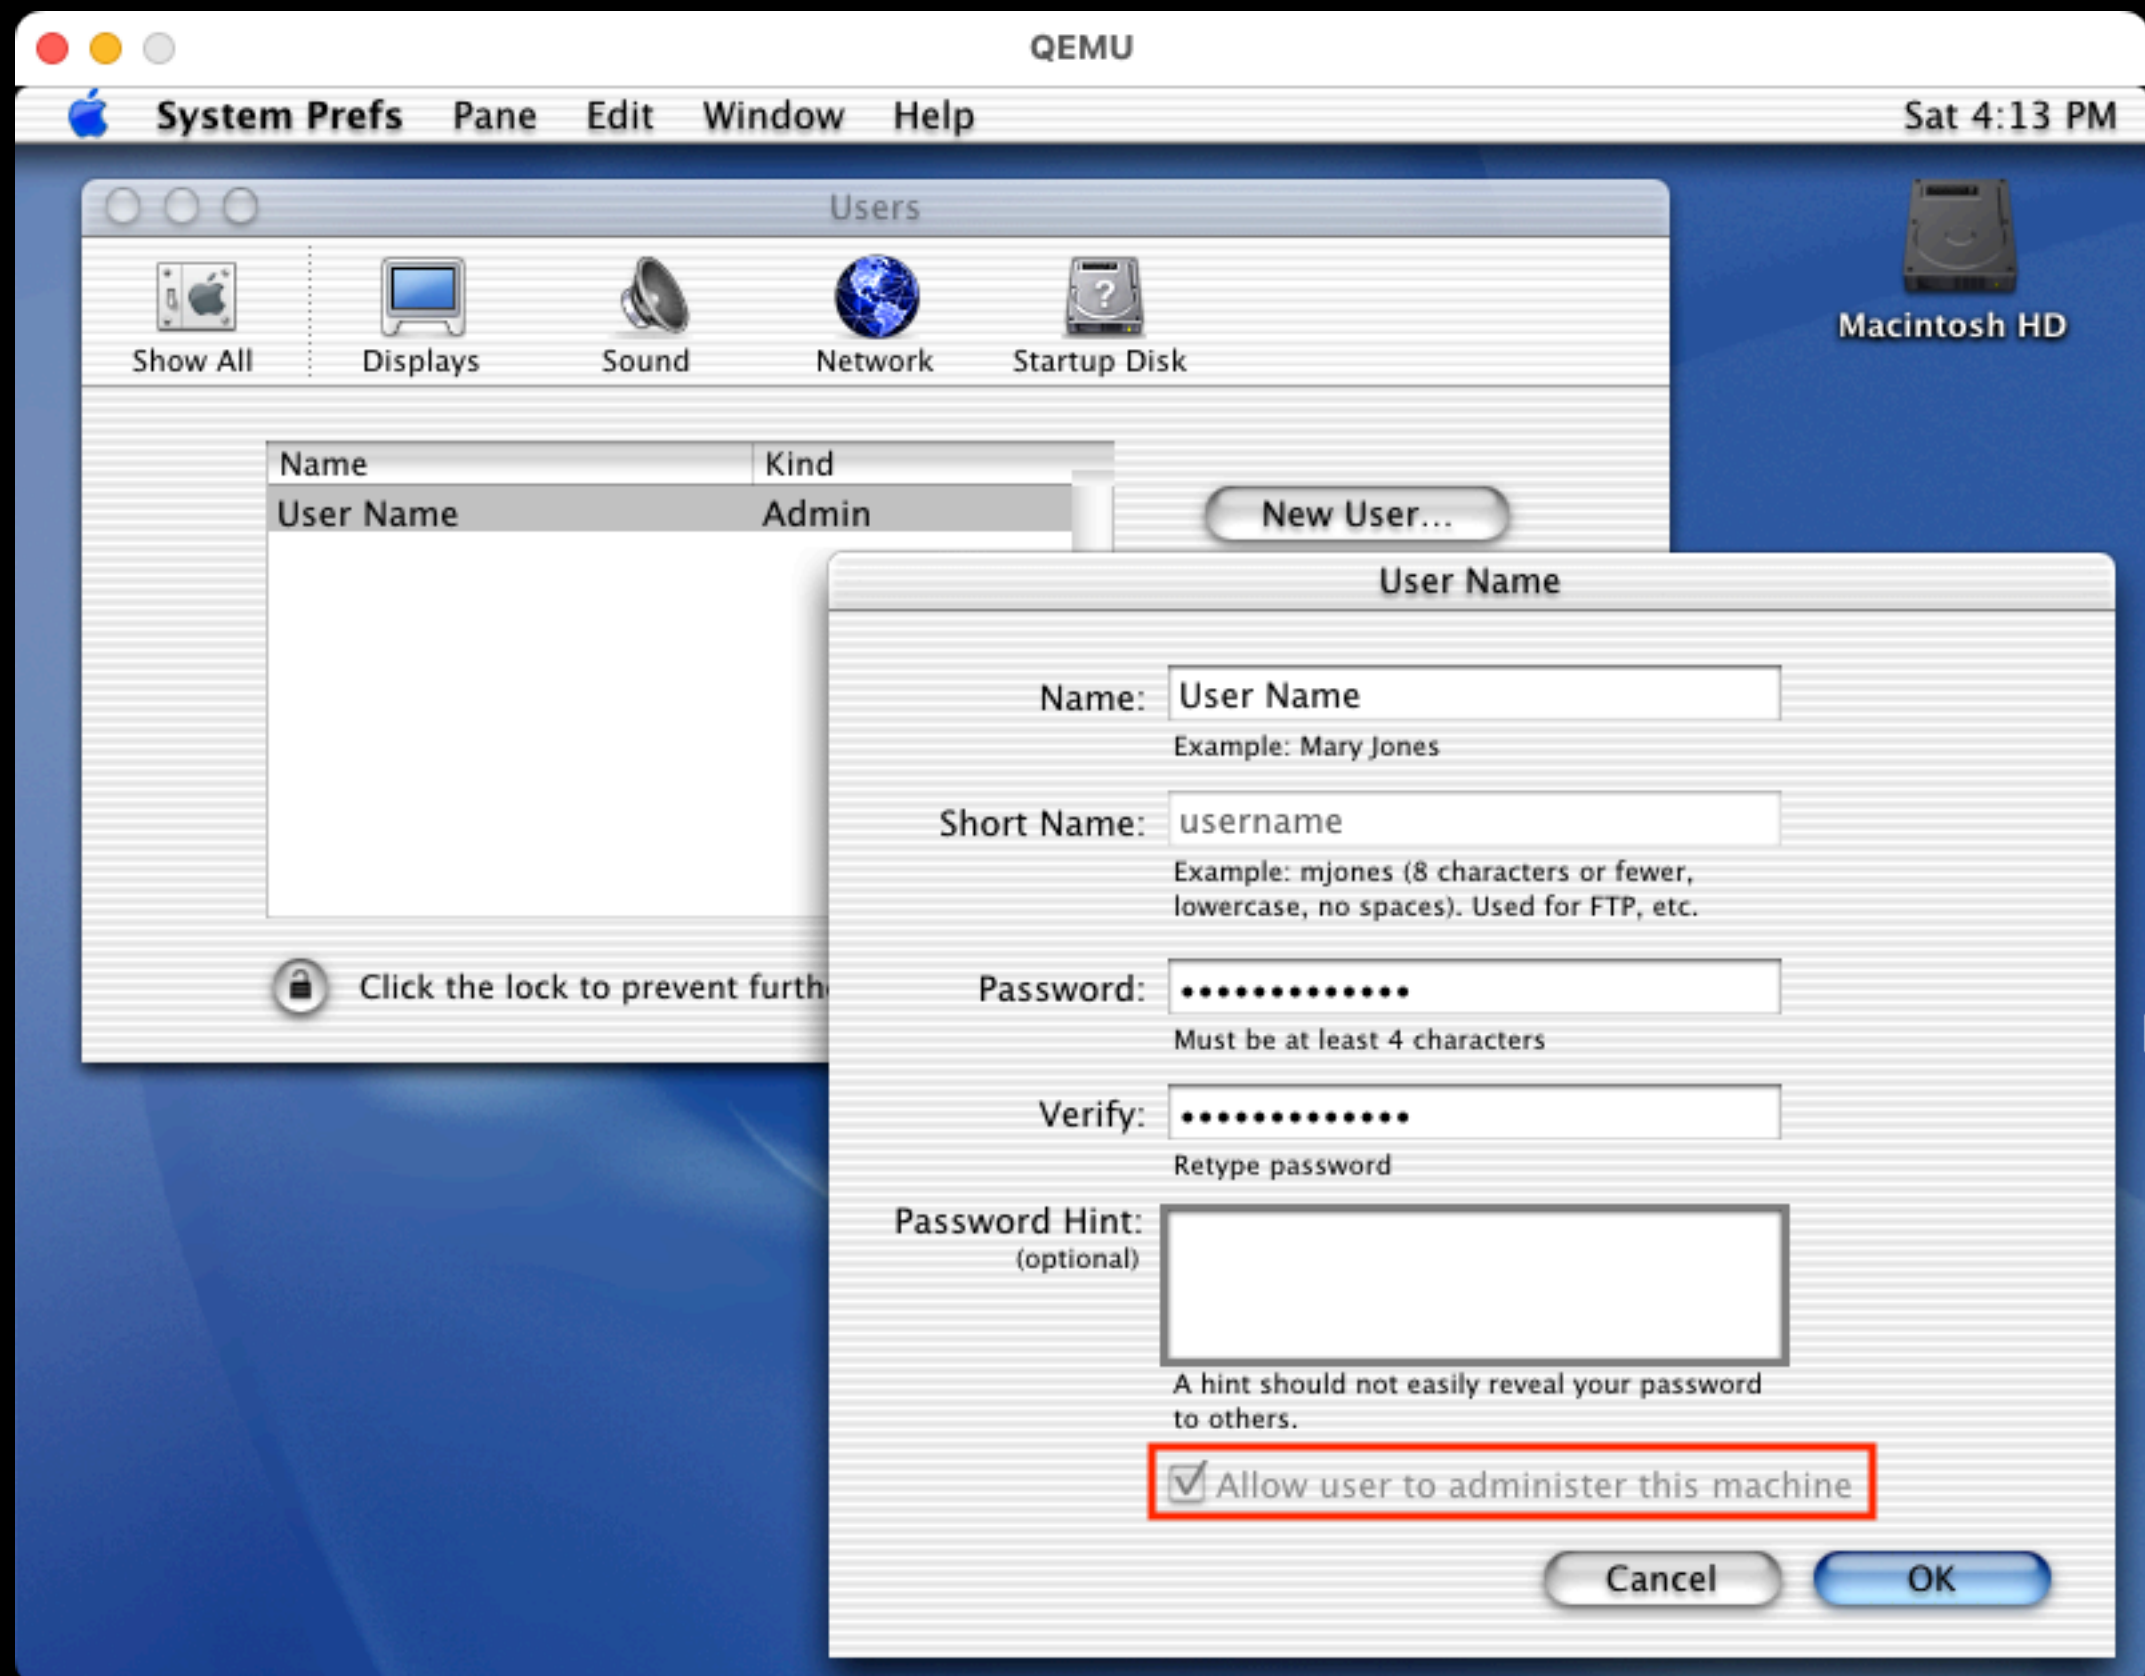 QEMU
System Prefs Pane Edit Window Help Sat 4:13 PM
Users
Macintosh HD
Show All Displays Sound Network Startup Disk
Name Kind
User Name Admin
New User...
User Name
Name: User Name
Example: Mary Jones
Short Name: username
Example: mjones (8 characters or fewer,
lowercase, no spaces). Used for FTP, etc.
Click the lock to prevent furth
Password: •••••••••••••
Must be at least 4 characters
Verify: •••••••••••••
Retype password
Password Hint:
(optional)
A hint should not easily reveal your password
to others.
Allow user to administer this machine
Cancel OK